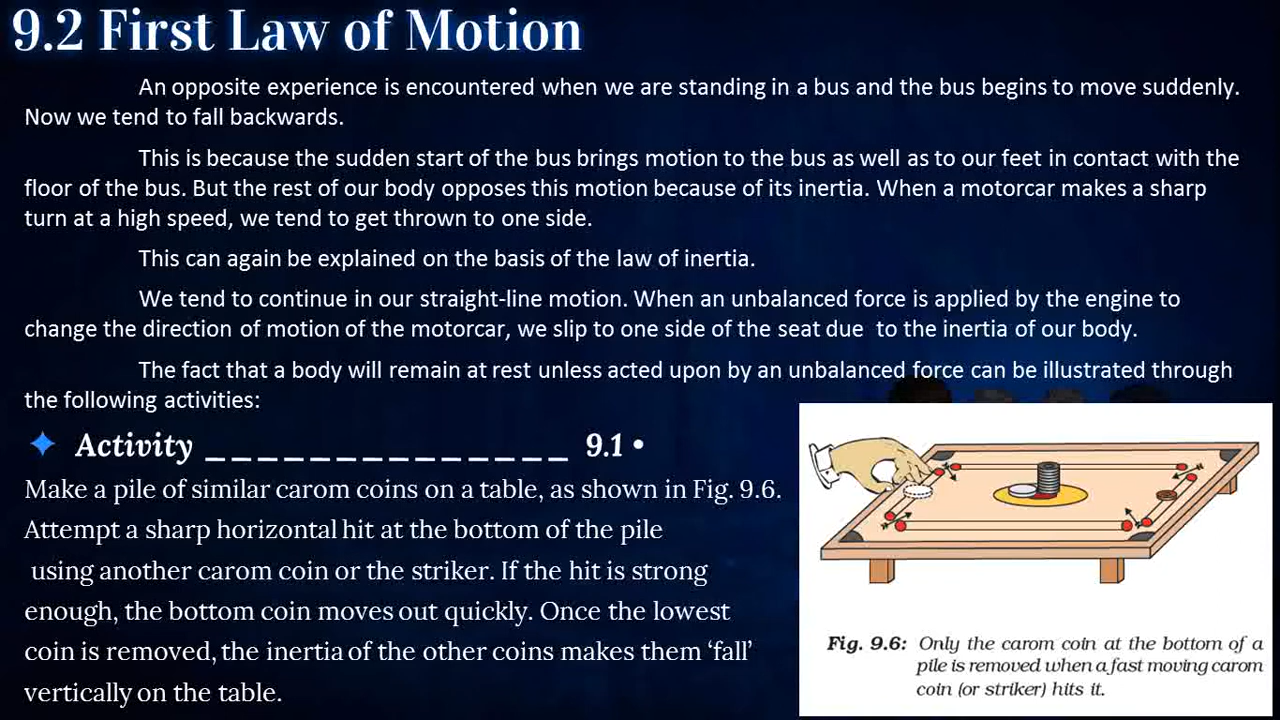 9.2 First Law of Motion
An opposite experience is encountered when we are standing in a bus and the bus begins to move suddenly.
Now we tend to fall backwards.
This is because the sudden start of the bus brings motion to the bus as well as to our feet in contact with the
floor of the bus. But the rest of our body opposes this motion because of its inertia. When a motorcar makes a sharp
turn at a high speed, we tend to get thrown to one side.
This can again be explained on the basis of the law of inertia.
We tend to continue in our straight-line motion. When an unbalanced force is applied by the engine to
change the direction of motion of the motorcar, we slip to one side of the seat due to the inertia of our body.
The fact that a body will remain at rest unless acted upon by an unbalanced force can be illustrated through
the following activities:
Activity _ _ _ _ _ _ _ _ _ _ _ _ _ _ 9.1 •
Make a pile of similar carom coins on a table, as shown in Fig. 9.6.
Attempt a sharp horizontal hit at the bottom of the pile
using another carom coin or the striker. If the hit is strong
enough, the bottom coin moves out quickly. Once the lowest
coin is removed, the inertia of the other coins makes them ‘fall’
vertically on the table.
Fig. 9.6: Only the carom coin at the bottom of a
pile is removed when a fast moving carom
coin (or striker) hits it.